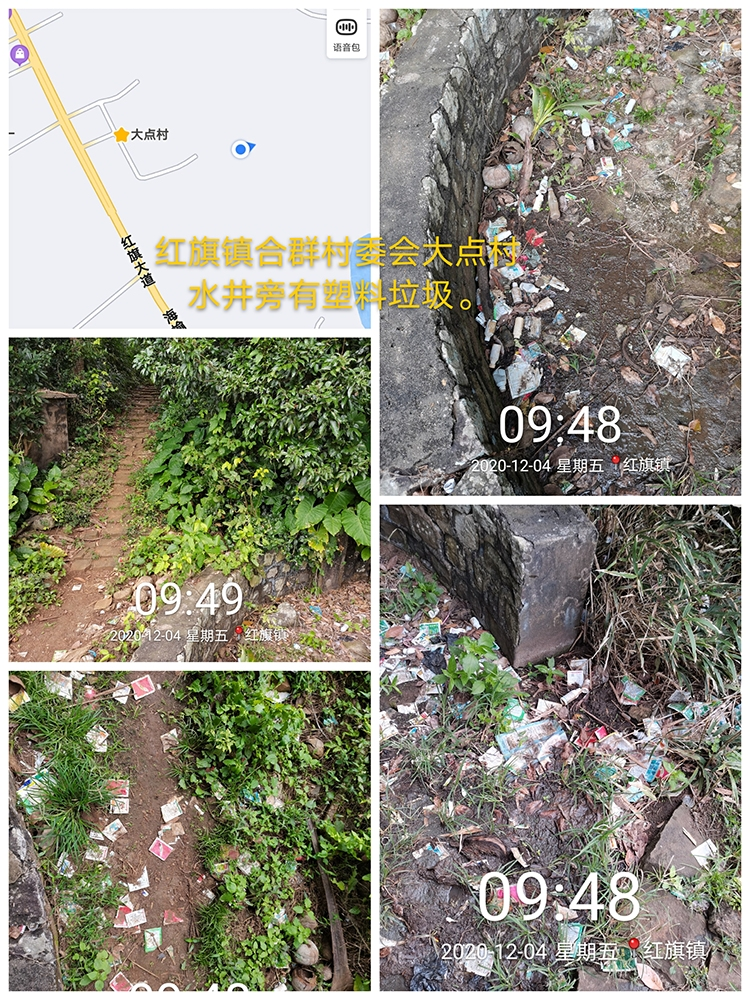 语音包
大点村
红旗大道
红旗镇合群村委会大点村
水井旁有塑料垃圾。
09:48
2020-12-04 星期五 红旗镇
09:49
2020-12-04 星期五 红旗镇
09:48
2020-12-04 星期五 红旗镇